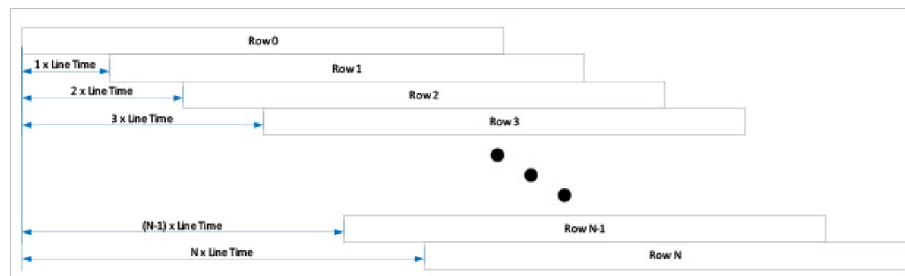 Row 0
1 x Line Time
Row 1
2 x Line Time
Row 2
3 x Line Time
Row 3
(N-1) x Line Time
Row N-1
N x Line Time
Row N